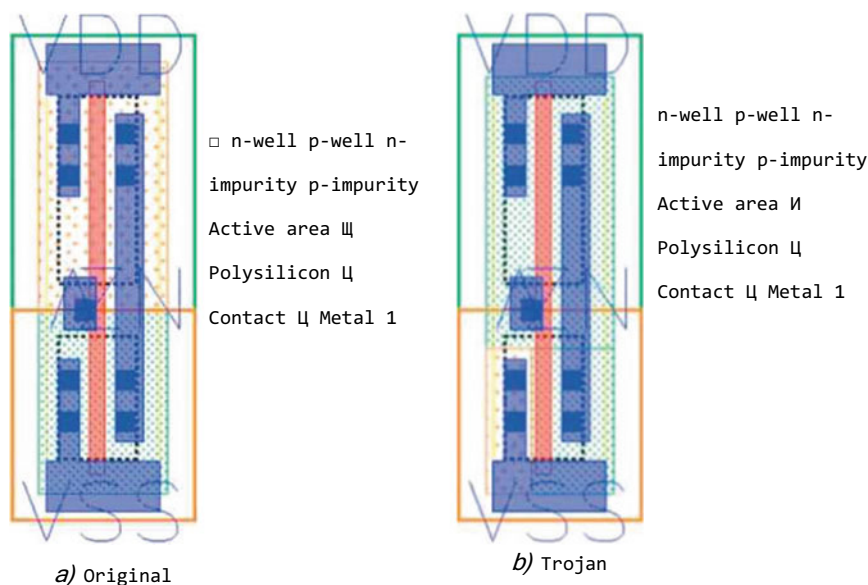 VDD
□ n-well p-well n-
impurity p-impurity
Active area Щ
Polysilicon Ц
Contact Ц Metal 1
VSS
a) Original
VDD
n-well p-well n-
impurity p-impurity
Active area И
Polysilicon Ц
Contact Ц Metal 1
VSS
b) Trojan